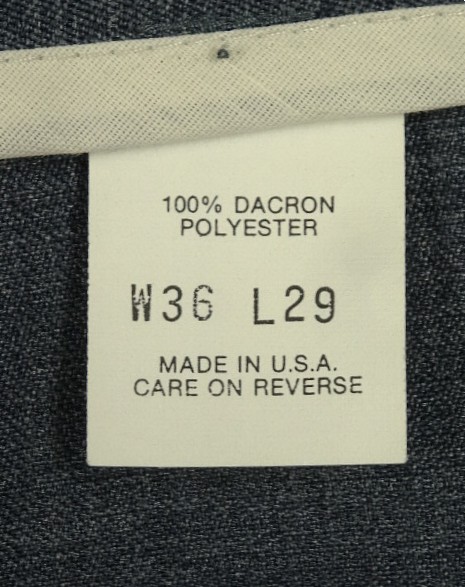 100% DACRON
POLYESTER
W36 L29
MADE IN U.S.A.
CARE ON REVERSE